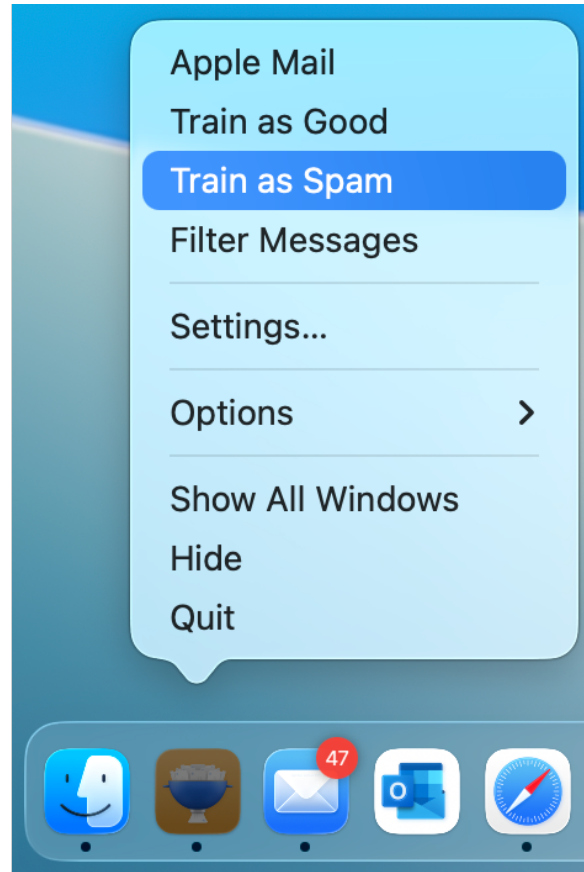 Apple Mail
Train as Good
Train as Spam
Filter Messages
Settings...
Options
Show All Windows
Hide
Quit
47
O